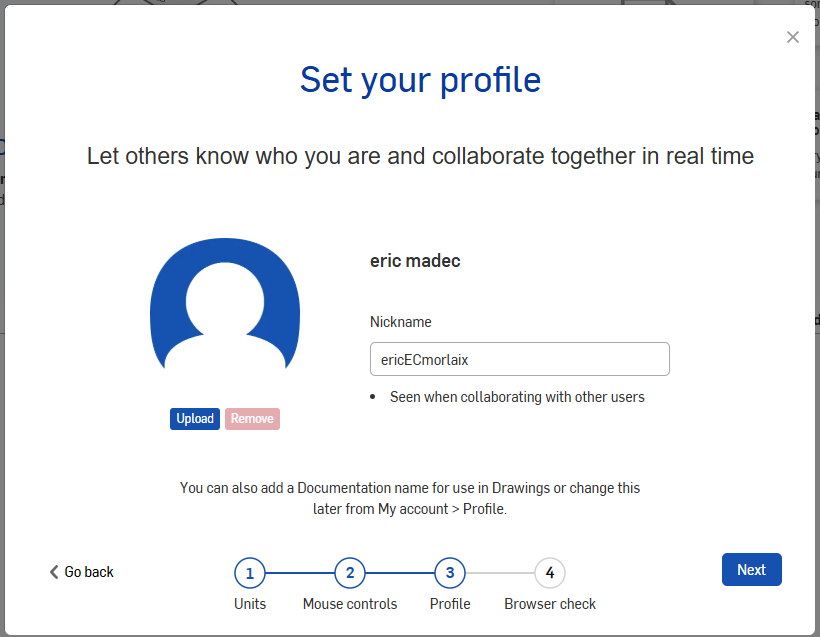 Set your profile
Let others know who you are and collaborate together in real time
eric madec
Nickname
ericECmorlaix
• Seen when collaborating with other users
Upload Remove
You can also add a Documentation name for use in Drawings or change this
later from My account > Profile.
Go back
1 2 3 4
Units Mouse controls Profile Browser check
Next